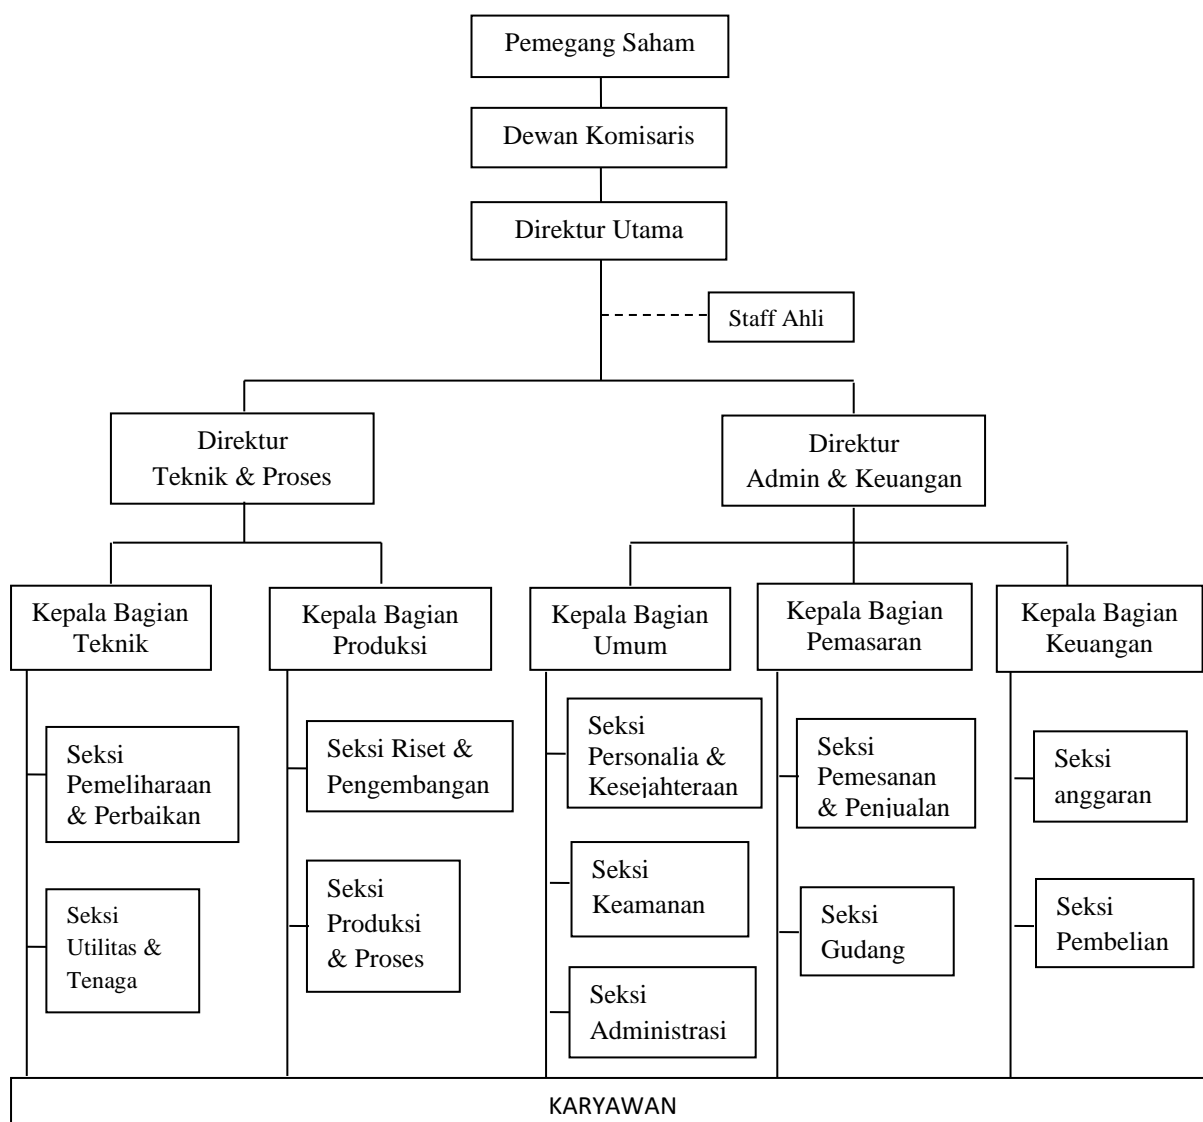 Pemegang Saham
Dewan Komisaris
Direktur Utama
Staff Ahli
Direktur
Teknik & Proses
Direktur
Admin & Keuangan
Kepala Bagian
Teknik
Kepala Bagian
Produksi
Kepala Bagian
Umum
Kepala Bagian
Pemasaran
Kepala Bagian
Keuangan
Seksi
Pemeliharaan
& Perbaikan
Seksi
Utilitas &
Tenaga
Seksi Riset &
Pengembangan
Seksi
Produksi
& Proses
Seksi
Personalia &
Kesejahteraan
Seksi
Keamanan
Seksi
Administrasi
Seksi
Pemesanan
& Penjualan
Seksi
Gudang
Seksi
anggaran
Seksi
Pembelian
KARYAWAN